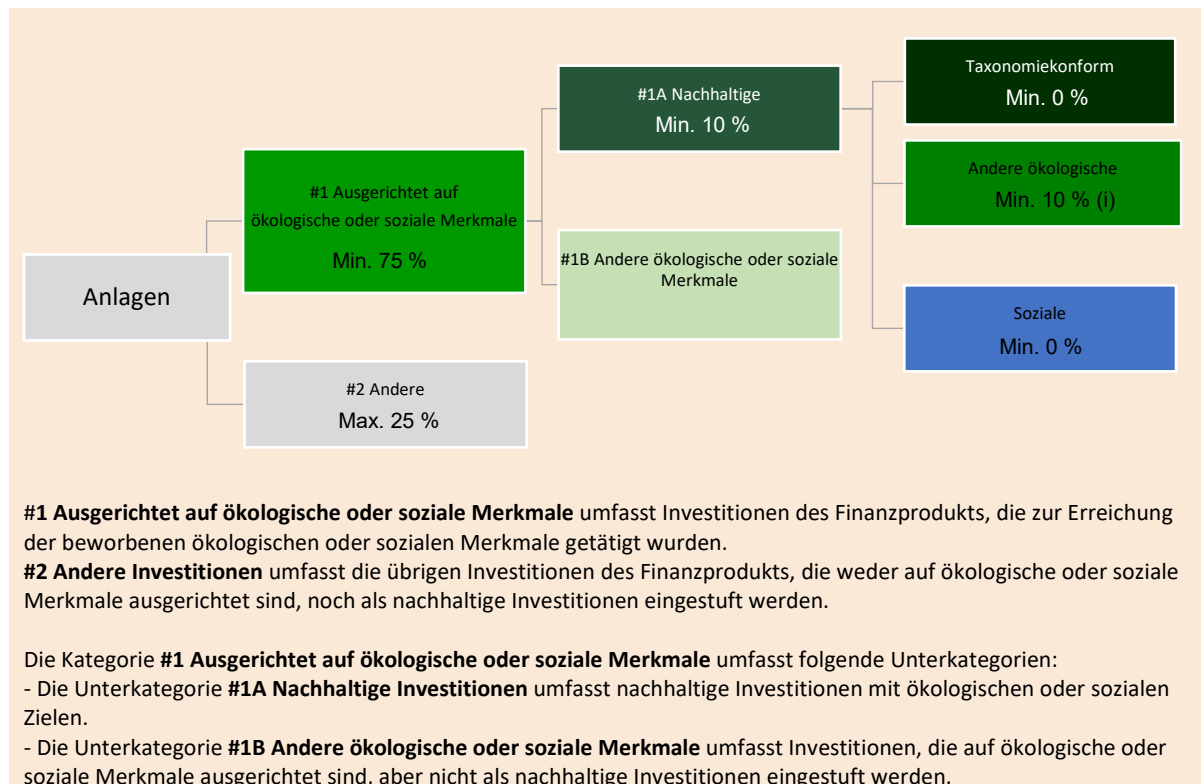 Anlagen
#1 Ausgerichtet auf
ökologische oder soziale Merkmale
Min. 75 %
#2 Andere
Max. 25 %
#1A Nachhaltige
Min. 10 %
#1B Andere ökologische oder soziale
Merkmale
Taxonomiekonform
Min. 0 %
Andere ökologische
Min. 10 % (i)
Soziale
Min. 0 %
#1 Ausgerichtet auf ökologische oder soziale Merkmale umfasst Investitionen des Finanzprodukts, die zur Erreichung
der beworbenen ökologischen oder sozialen Merkmale getätigt wurden.
#2 Andere Investitionen umfasst die übrigen Investitionen des Finanzprodukts, die weder auf ökologische oder soziale
Merkmale ausgerichtet sind, noch als nachhaltige Investitionen eingestuft werden.
Die Kategorie #1 Ausgerichtet auf ökologische oder soziale Merkmale umfasst folgende Unterkategorien:
- Die Unterkategorie #1A Nachhaltige Investitionen umfasst nachhaltige Investitionen mit ökologischen oder sozialen
Zielen.
- Die Unterkategorie #1B Andere ökologische oder soziale Merkmale umfasst Investitionen, die auf ökologische oder
soziale Merkmale ausgerichtet sind, aber nicht als nachhaltige Investitionen eingestuft werden.